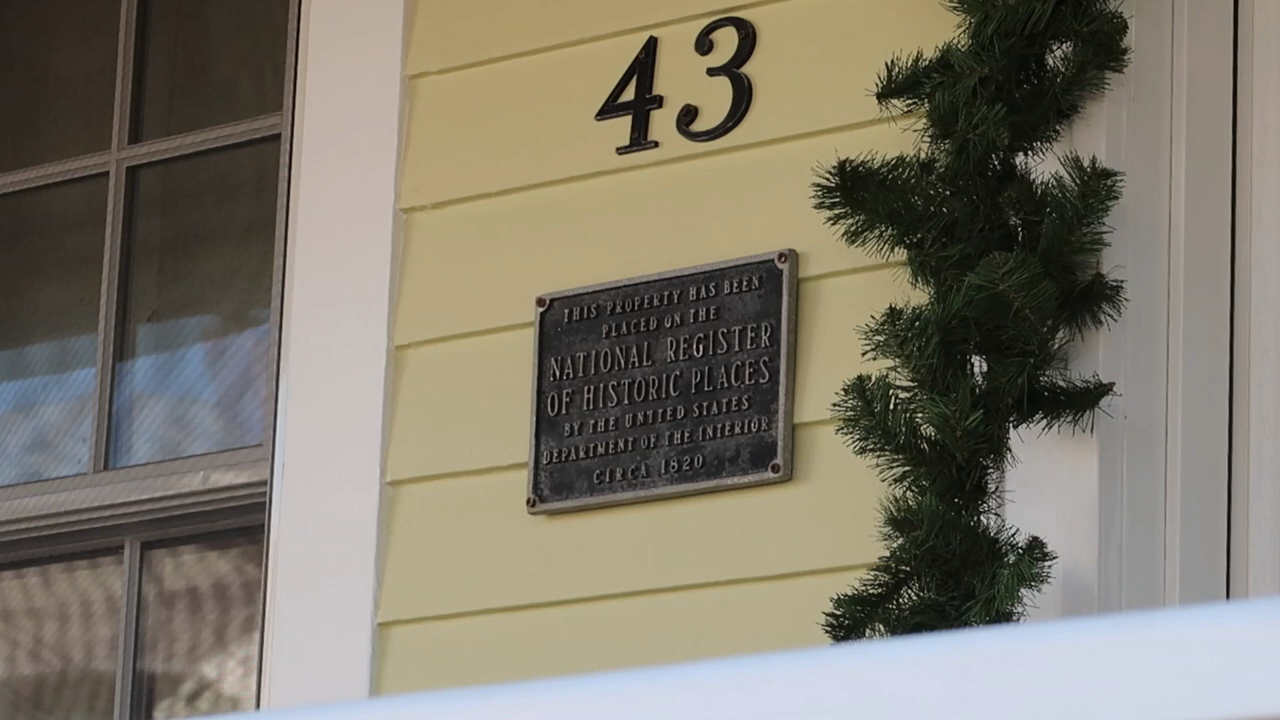 43
THIS PROPERTY HAS BEEN
PLACED ON THE
NATIONAL REGISTER
OF HISTORIC PLACES
BY THE UNITED STATES
DEPARTMENT OF THE INTERIOR
CIRCA 1820